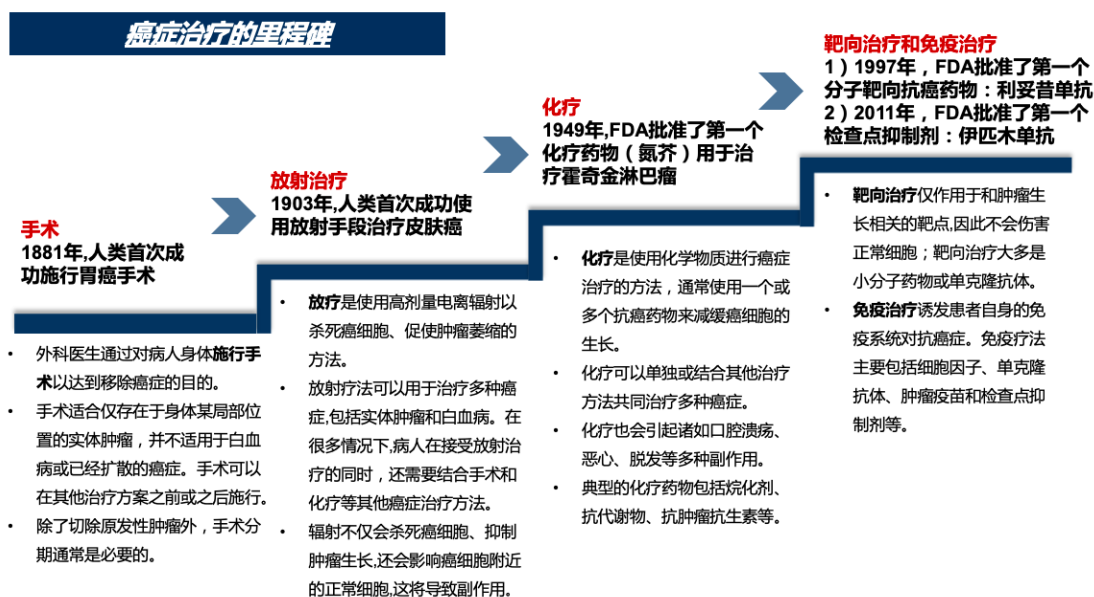 癌症治疗的里程碑
手术
1881年,人类首次成
功施行胃癌手术
• 外科医生通过对病人身体施行手
术以达到移除癌症的目的。
• 手术适合仅存在于身体某局部位
置的实体肿瘤，并不适用于白血
病或已经扩散的癌症。手术可以
在其他治疗方案之前或之后施行。
• 除了切除原发性肿瘤外，手术分
期通常是必要的。
放射治疗
1903年,人类首次成功使
用放射手段治疗皮肤癌
• 放疗是使用高剂量电离辐射以
杀死癌细胞、促使肿瘤萎缩的
方法。
• 放射疗法可以用于治疗多种癌
症,包括实体肿瘤和白血病。在
很多情况下,病人在接受放射治
疗的同时，还需要结合手术和
化疗等其他癌症治疗方法。
• 辐射不仅会杀死癌细胞、抑制
肿瘤生长,还会影响癌细胞附近
的正常细胞,这将导致副作用。
化疗
1949年,FDA批准了第一个
化疗药物（氮芥）用于治
疗霍奇金淋巴瘤
• 化疗是使用化学物质进行癌症
治疗的方法，通常使用一个或
多个抗癌药物来减缓癌细胞的
生长。
• 化疗可以单独或结合其他治疗
方法共同治疗多种癌症。
• 化疗也会引起诸如口腔溃疡、
恶心、脱发等多种副作用。
• 典型的化疗药物包括烷化剂、
抗代谢物、抗肿瘤抗生素等。
靶向治疗和免疫治疗
1）1997年，FDA批准了第一个
分子靶向抗癌药物：利妥昔单抗
2）2011年，FDA批准了第一个
检查点抑制剂：伊匹木单抗
• 靶向治疗仅作用于和肿瘤生
长相关的靶点,因此不会伤害
正常细胞；靶向治疗大多是
小分子药物或单克隆抗体。
• 免疫治疗诱发患者自身的免
疫系统对抗癌症。免疫疗法
主要包括细胞因子、单克隆
抗体、肿瘤疫苗和检查点抑
制剂等。